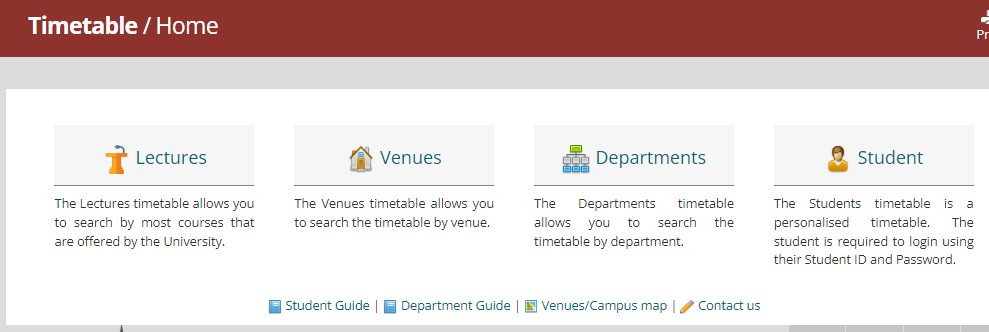 Timetable / Home
Pr
Lectures
The Lectures timetable allows you
to search by most courses that
are offered by the University.
Venues
The Venues timetable allows you
to search the timetable by venue.
Departments
The Departments timetable
allows you to search the
timetable by department.
Student
The Students timetable is a
personalised timetable. The
student is required to login using
their Student ID and Password.
Student Guide | Department Guide | Venues/Campus map | Contact us